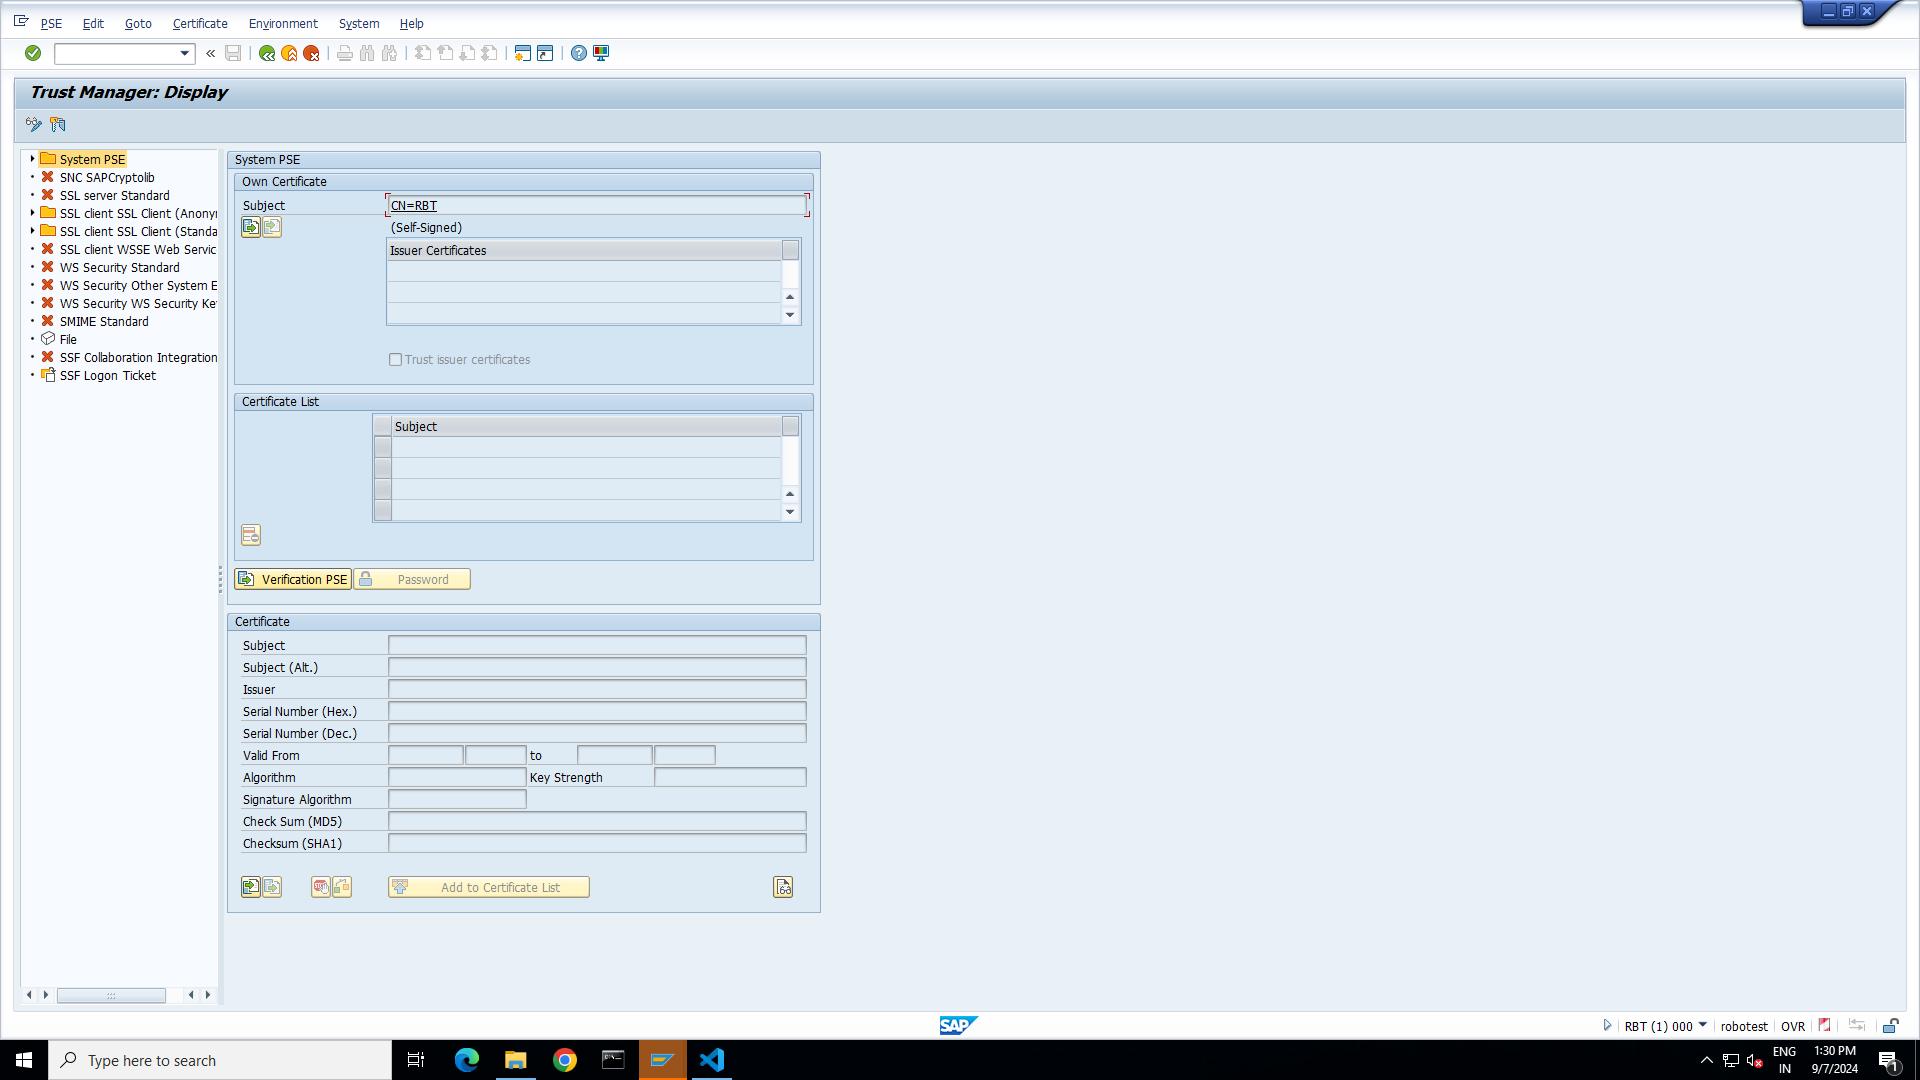 PSE Edit Goto Certificate Environment System Help
Trust Manager: Display
System PSE
SNC SAPCryptolib
SSL server Standard
SSL client SSL Client (Anony
SSL client SSL Client (Standa
SSL client WSSE Web Servic
WS Security Standard
WS Security Other System E
WS Security WS Security Ke
SMIME Standard
File
SSF Collaboration Integration
SSF Logon Ticket
System PSE
Own Certificate
Subject CN=RBT
(Self-Signed)
Issuer Certificates
Trust issuer certificates
Certificate List
Subject
Verification PSE Password
Certificate
Subject
Subject (Alt.)
Issuer
Serial Number (Hex.)
Serial Number (Dec.)
Valid From to
Algorithm Key Strength
Signature Algorithm
Check Sum (MD5)
Checksum (SHA1)
Add to Certificate List
SAP
RBT (1) 000 robotest OVR
Type here to search
ENG
IN
1:30 PM
9/7/2024
1